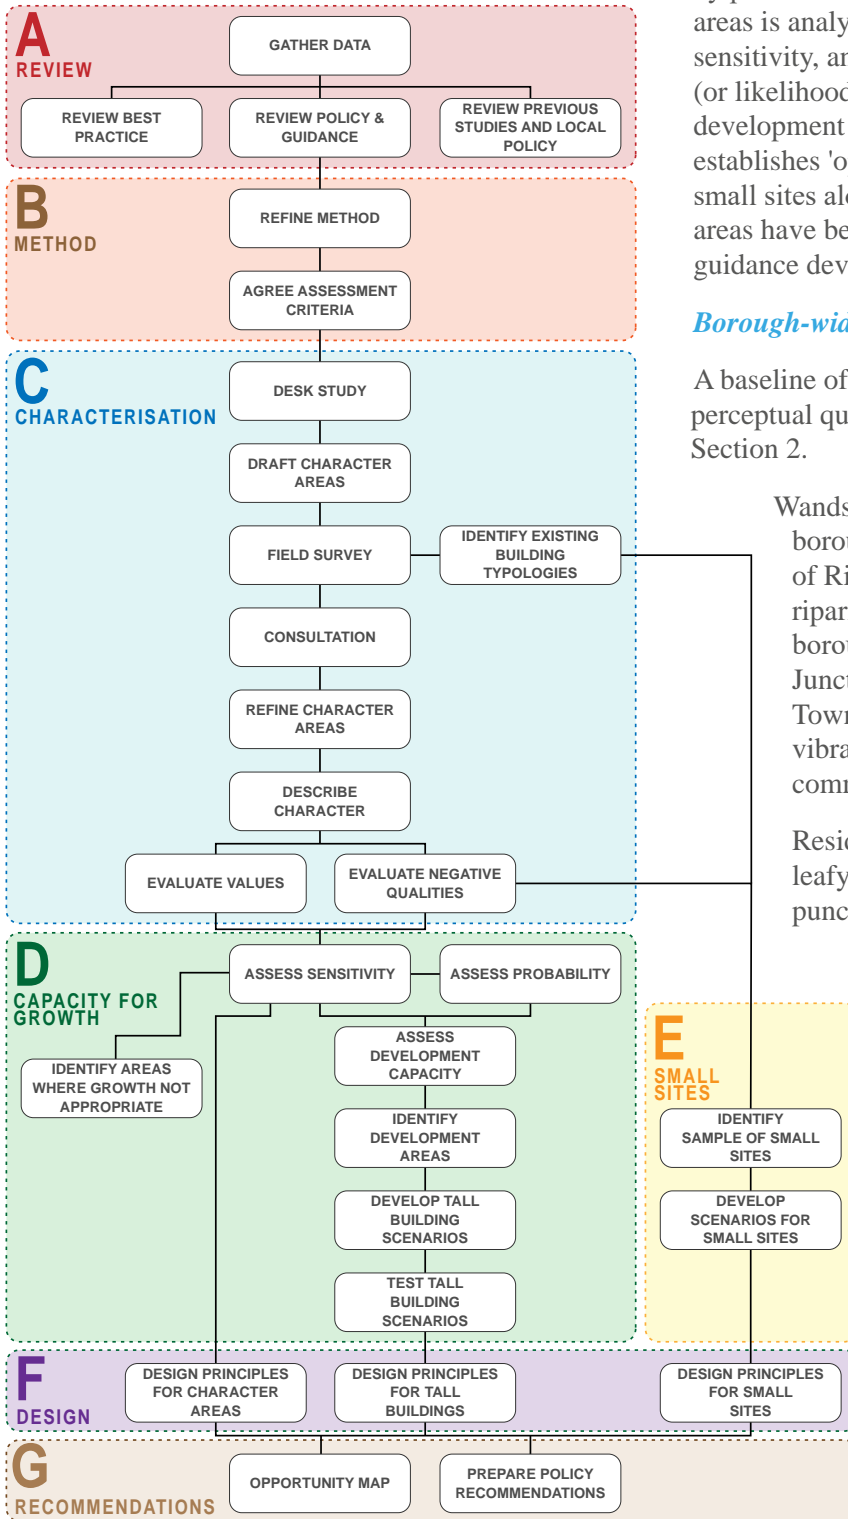 A
REVIEW
GATHER DATA
REVIEW BEST
PRACTICE
REVIEW POLICY &
GUIDANCE
REVIEW PREVIOUS
STUDIES AND LOCAL
POLICY
B
METHOD
REFINE METHOD
AGREE ASSESSMENT
CRITERIA
C
CHARACTERISATION
DESK STUDY
DRAFT CHARACTER
AREAS
FIELD SURVEY
IDENTIFY EXISTING
BUILDING
TYPOLOGIES
CONSULTATION
REFINE CHARACTER
AREAS
DESCRIBE
CHARACTER
EVALUATE VALUES
EVALUATE NEGATIVE
QUALITIES
D
CAPACITY FOR
GROWTH
ASSESS SENSITIVITY
ASSESS PROBABILITY
IDENTIFY AREAS
WHERE GROWTH NOT
APPROPRIATE
ASSESS
DEVELOPMENT
CAPACITY
IDENTIFY
DEVELOPMENT
AREAS
DEVELOP TALL
BUILDING
SCENARIOS
TEST TALL
BUILDING
SCENARIOS
E
SMALL
SITES
IDENTIFY
SAMPLE OF SMALL
SITES
DEVELOP
SCENARIOS FOR
SMALL SITES
F
DESIGN
DESIGN PRINCIPLES
FOR CHARACTER
AREAS
DESIGN PRINCIPLES
FOR TALL
BUILDINGS
DESIGN PRINCIPLES
FOR SMALL
SITES
G
RECOMMENDATIONS
OPPORTUNITY MAP
PREPARE POLICY
RECOMMENDATIONS
areas is analy
sensitivity, an
(or likelihood
development
establishes 'o
small sites alo
areas have be
guidance dev
Borough-wid
A baseline of
perceptual qu
Section 2.
Wands
borou
of Ri
ripar
borou
Junct
Town
vibra
comm
Resid
leafy
punc